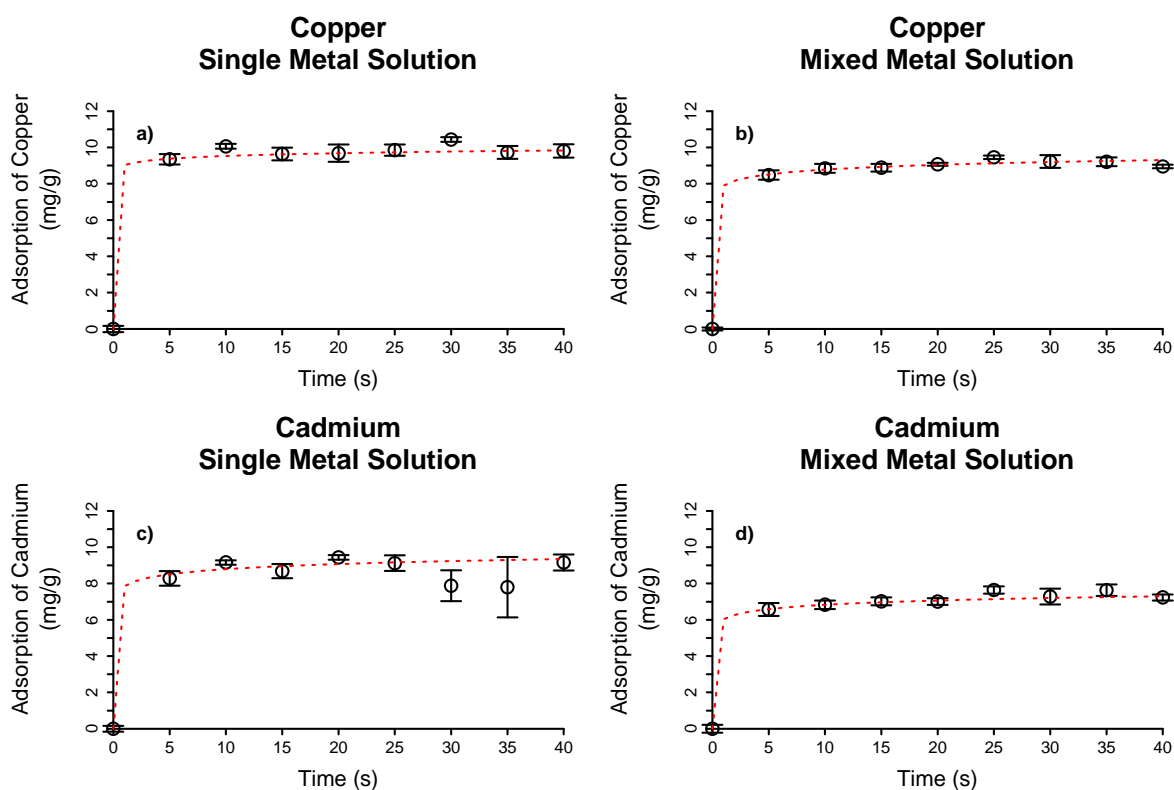 Copper
Single Metal Solution
a)
Adsorption of Copper
(mg/g)
0 2 4 6 8 10 12
0 5 10 15 20 25 30 35 40
Time (s)
Copper
Mixed Metal Solution
b)
Adsorption of Copper
(mg/g)
0 2 4 6 8 10 12
0 5 10 15 20 25 30 35 40
Time (s)
Cadmium
Single Metal Solution
c)
Adsorption of Cadmium
(mg/g)
0 2 4 6 8 10 12
0 5 10 15 20 25 30 35 40
Time (s)
Cadmium
Mixed Metal Solution
d)
Adsorption of Cadmium
(mg/g)
0 2 4 6 8 10 12
0 5 10 15 20 25 30 35 40
Time (s)